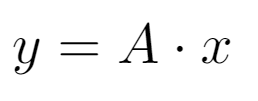 y = A · x